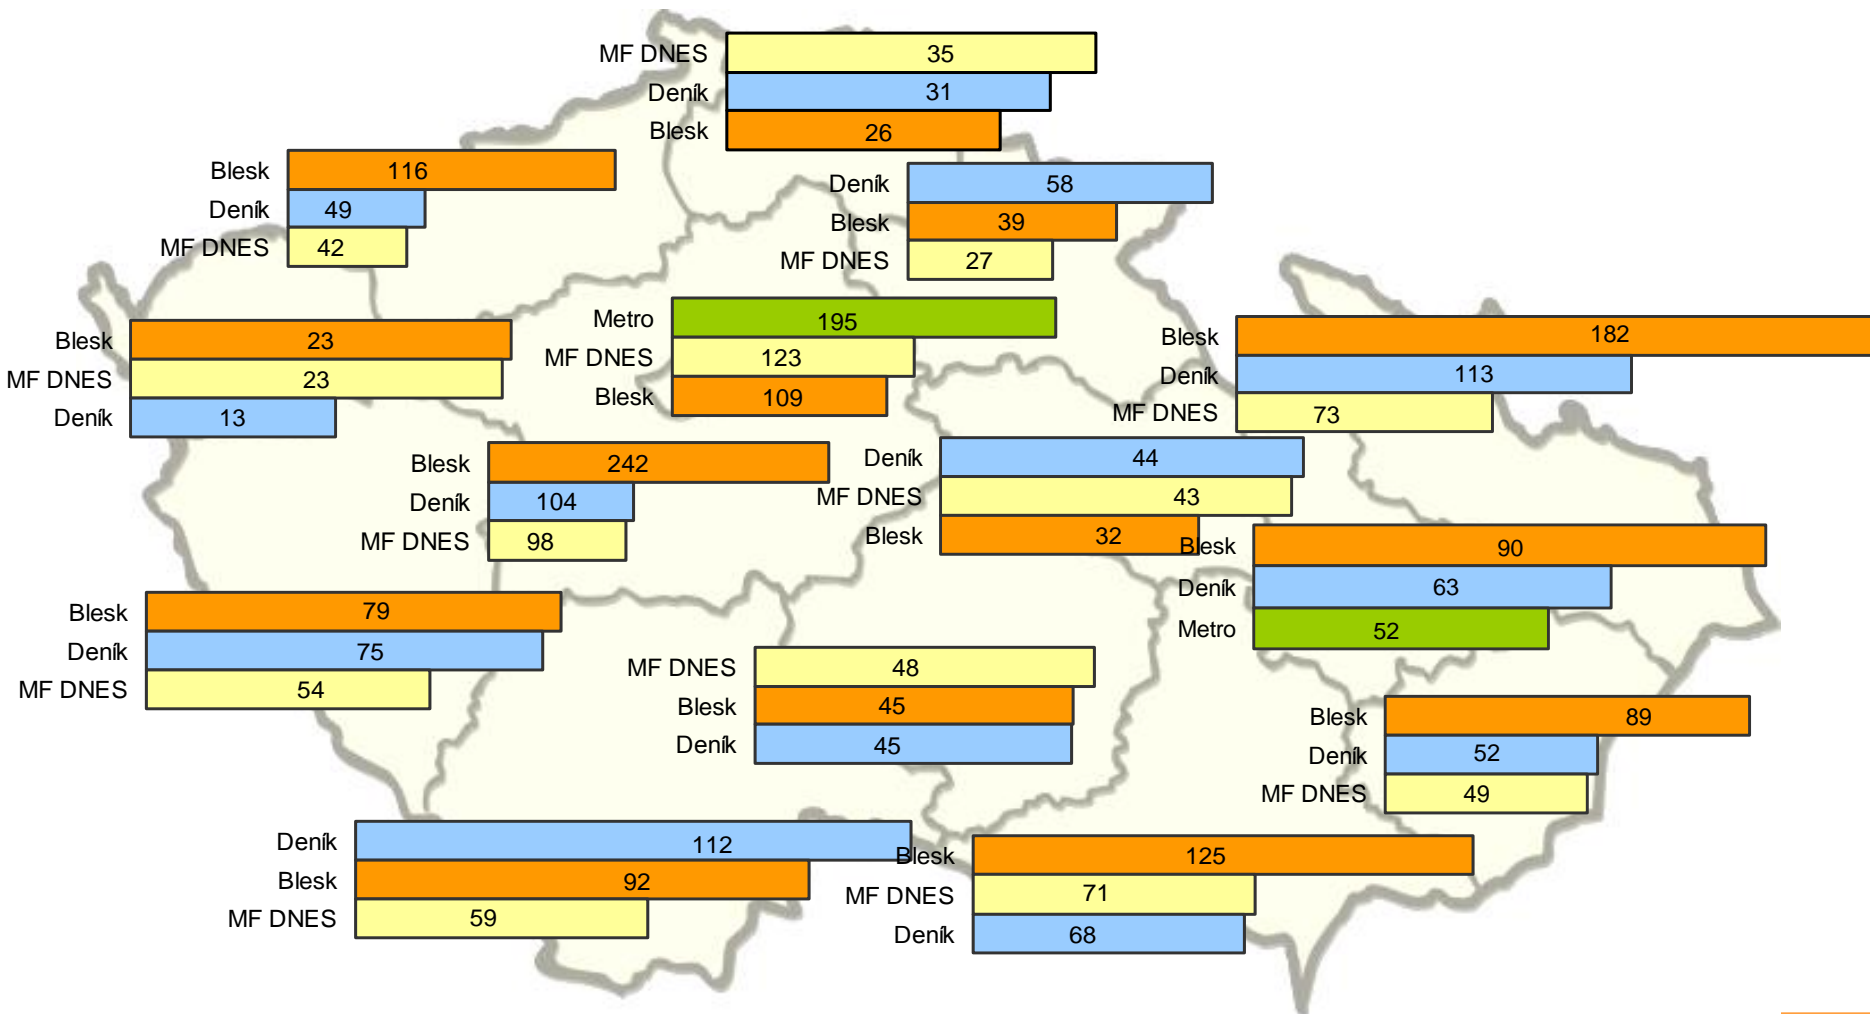 MF DNES 35
Deník 31
Blesk 26
Blesk 116
Deník 49
MF DNES 42
Deník 58
Blesk 39
MF DNES 27
Blesk 23
MF DNES 23
Deník 13
Metro 195
MF DNES 123
Blesk 109
Blesk 182
Deník 113
MF DNES 73
Blesk 242
Deník 104
MF DNES 98
Deník 44
MF DNES 43
Blesk 32
Blesk 90
Deník 63
Metro 52
Blesk 79
Deník 75
MF DNES 54
MF DNES 48
Blesk 45
Deník 45
Blesk 89
Deník 52
MF DNES 49
Deník 112
Blesk 92
MF DNES 59
Blesk 125
MF DNES 71
Deník 68